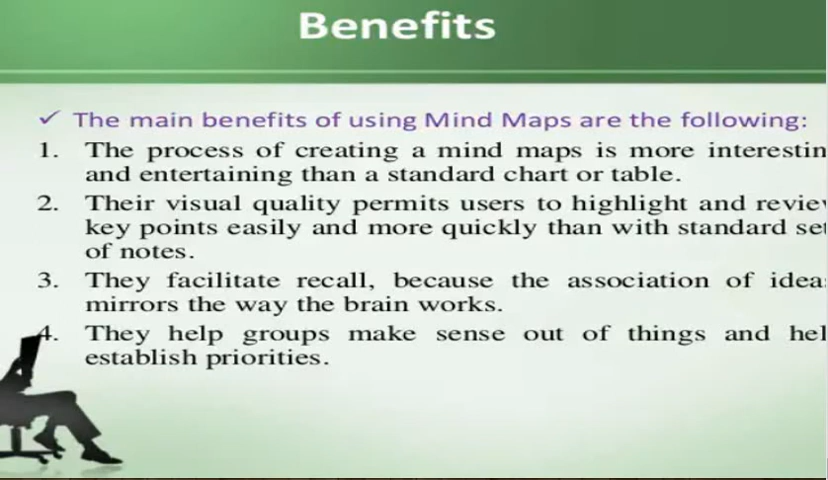 Benefits
✓ The main benefits of using Mind Maps are the following:
1. The process of creating a mind maps is more interestin
and entertaining than a standard chart or table.
2. Their visual quality permits users to highlight and revie
key points easily and more quickly than with standard set
of notes.
3. They facilitate recall, because the association of idea
mirrors the way the brain works.
4. They help groups make sense out of things and hel
establish priorities.